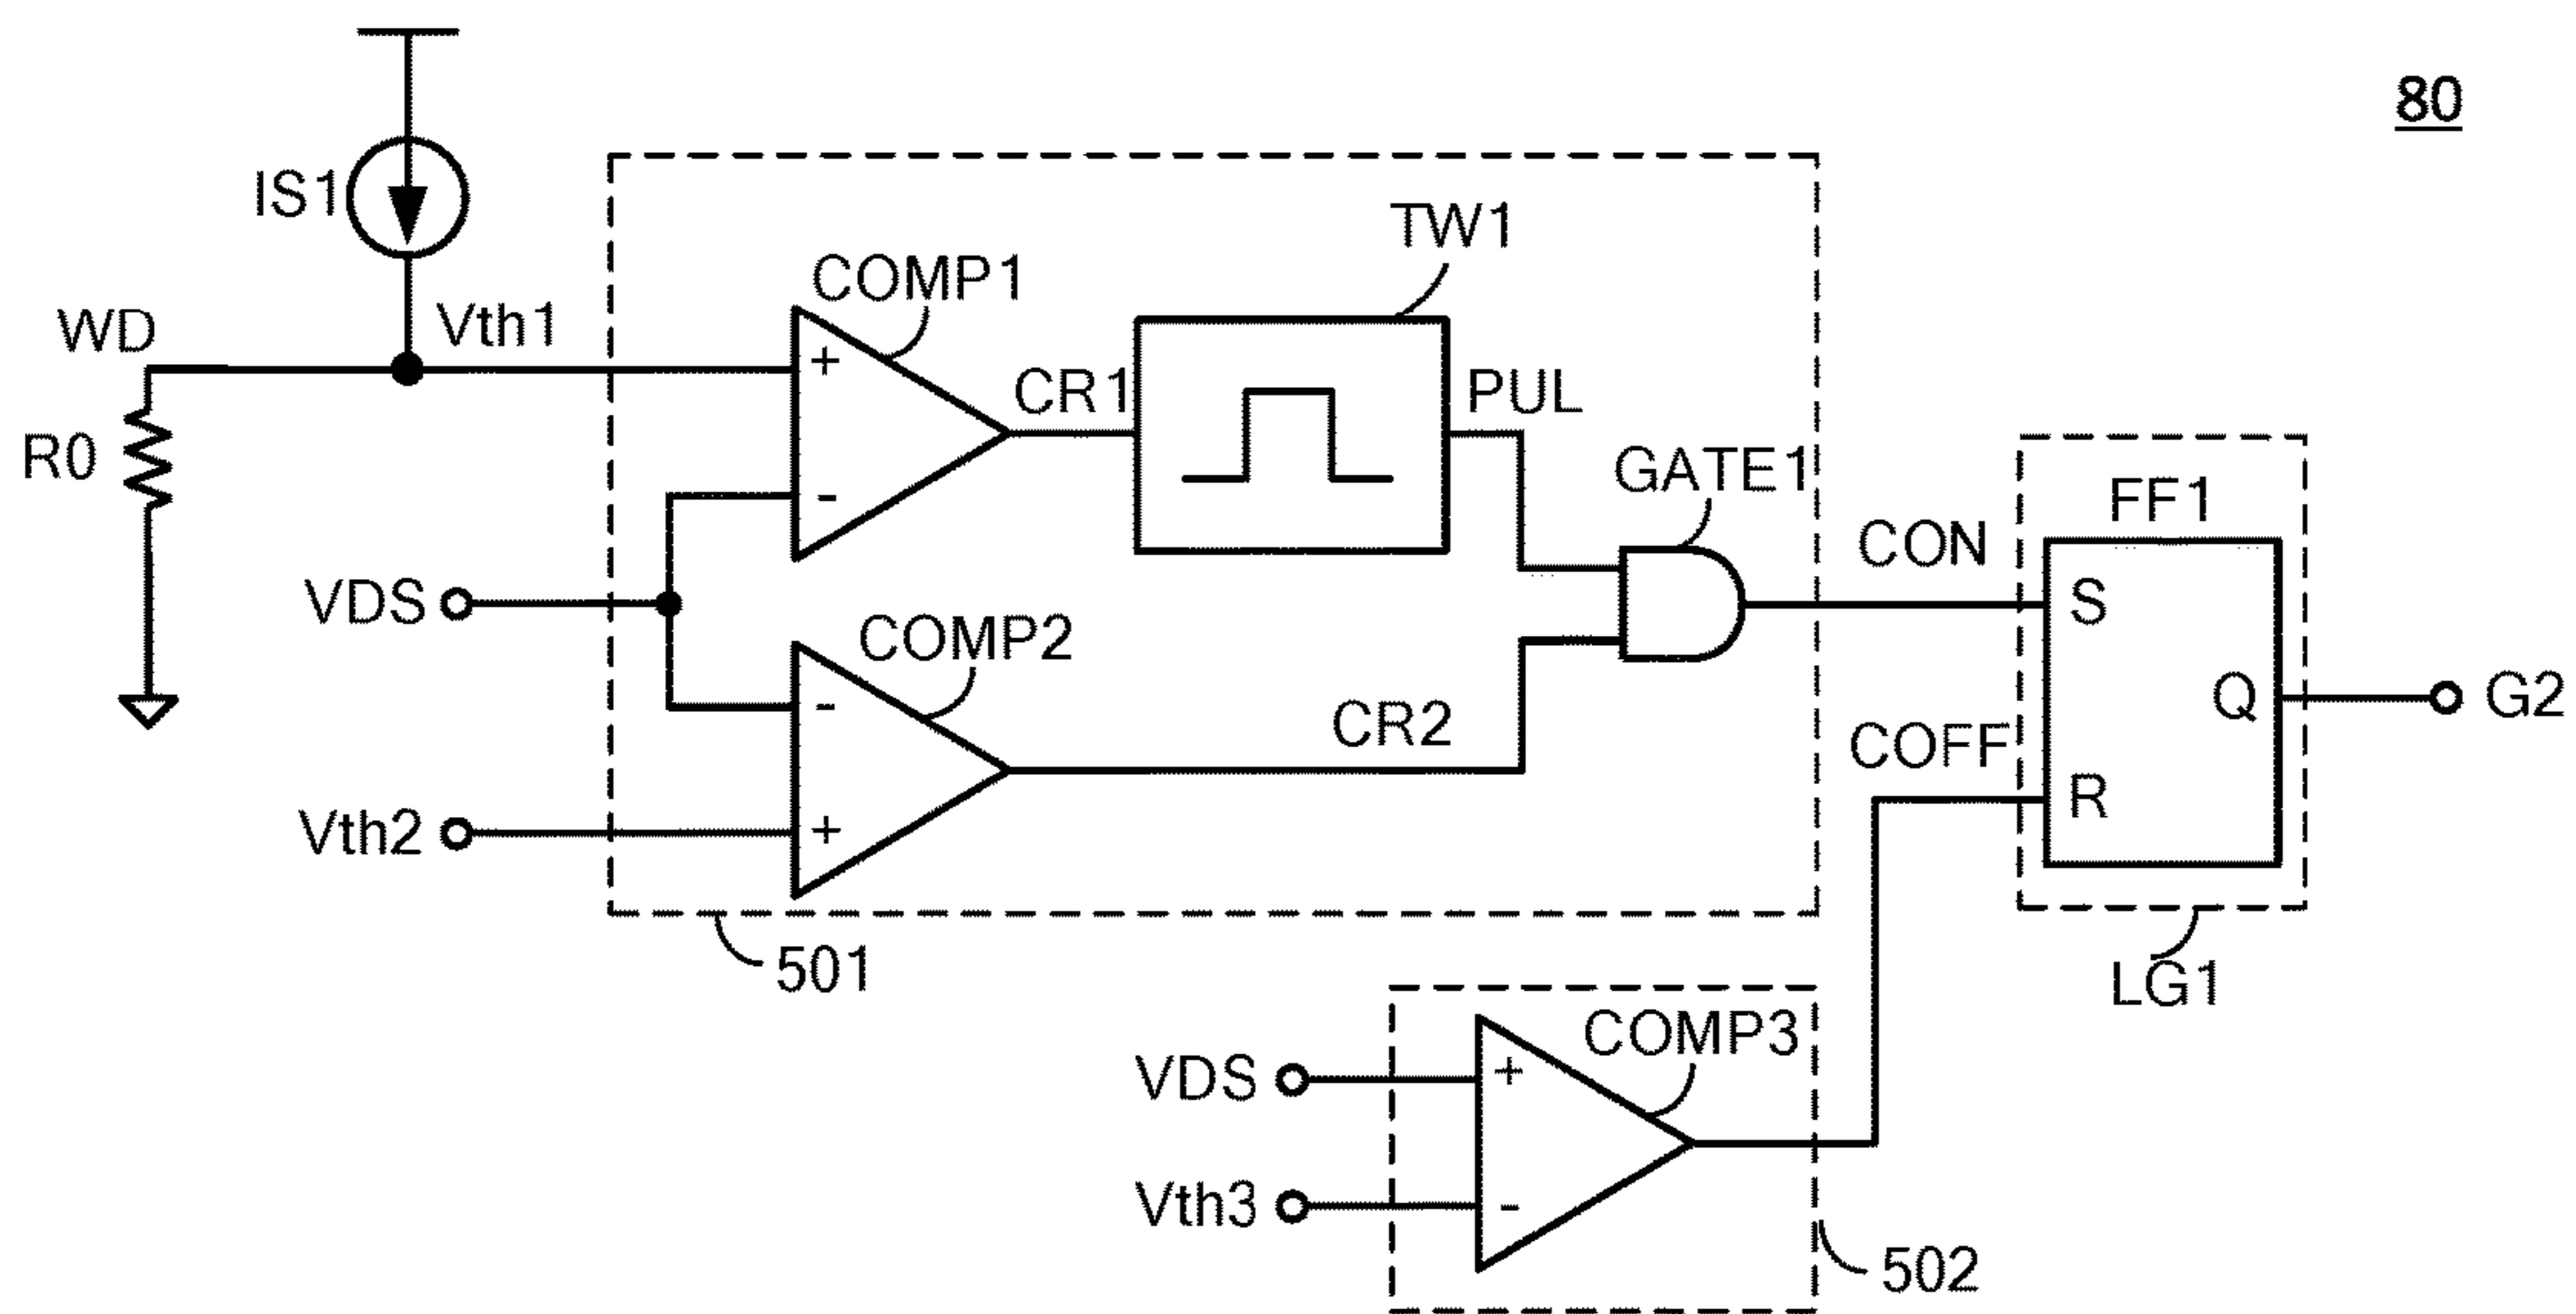 80
IS1
TW1
COMP1
WD
Vth1
+
CR1
PUL
R0
-
GATE1
CON
FF1
VDS
S
COMP2
-
CR2
Q
G2
COFF
R
Vth2
+
501
LG1
COMP3
VDS
+
Vth3
-
502